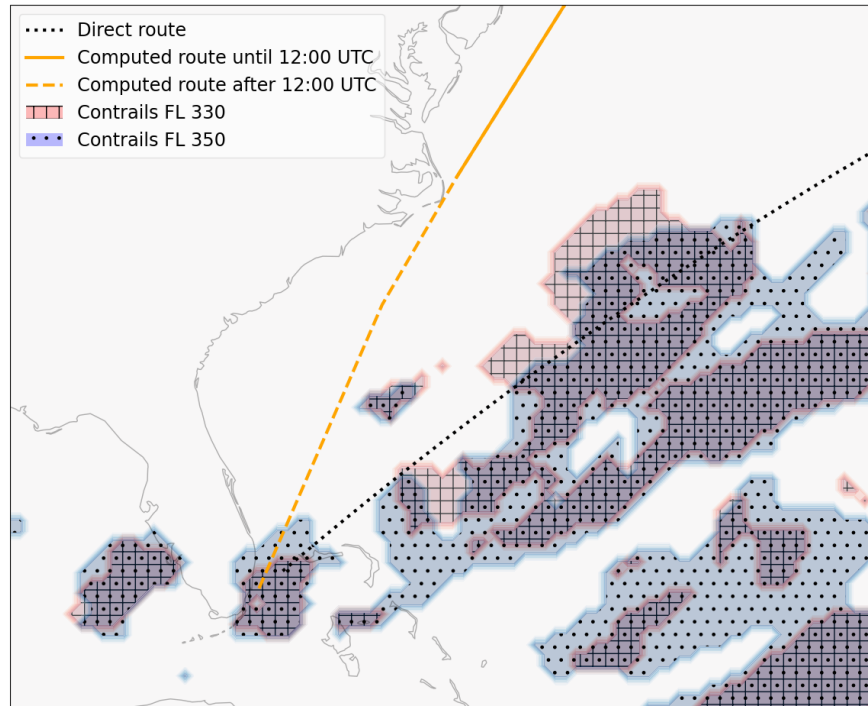 Direct route
Computed route until 12:00 UTC
Computed route after 12:00 UTC
Contrails FL 330
Contrails FL 350